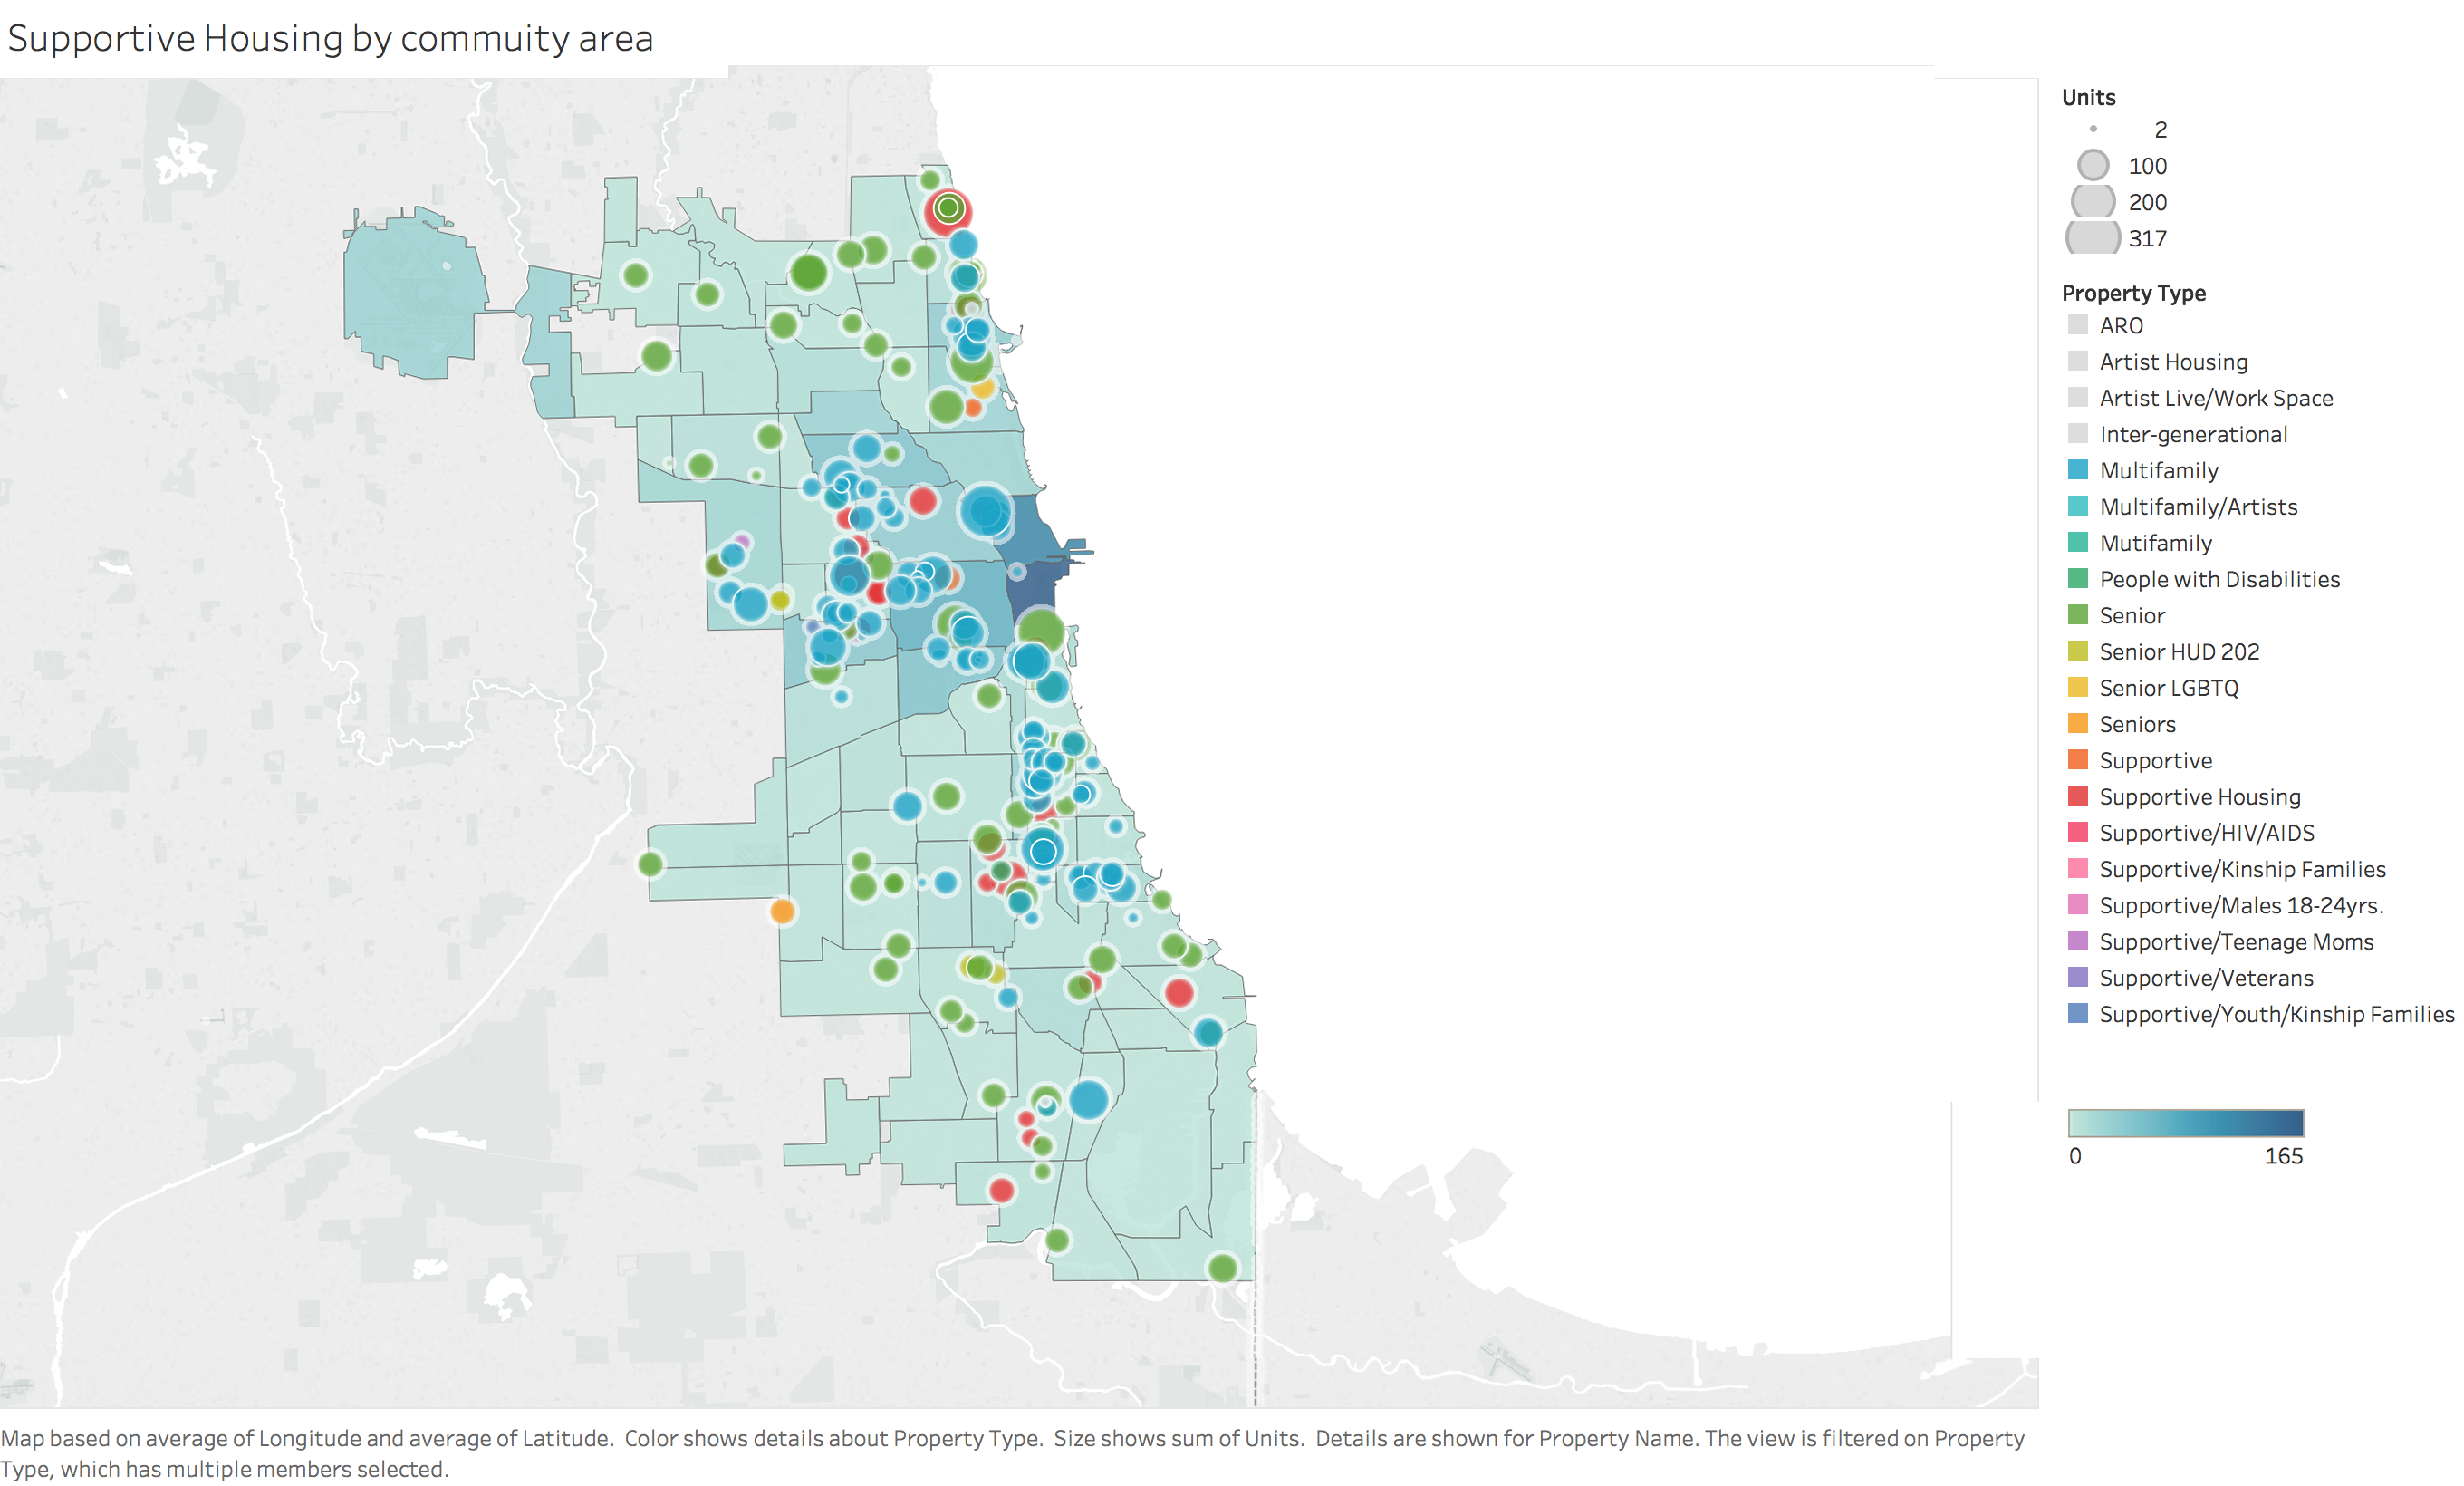 Supportive Housing by commuity area
Units
2
100
200
317
Property Type
ARO
Artist Housing
Artist Live/Work Space
Inter-generational
Multifamily
Multifamily/Artists
Mutifamily
People with Disabilities
Senior
Senior HUD 202
Senior LGBTQ
Seniors
Supportive
Supportive Housing
Supportive/HIV/AIDS
Supportive/Kinship Families
Supportive/Males 18-24yrs.
Supportive/Teenage Moms
Supportive/Veterans
Supportive/Youth/Kinship Families
0 165
Map based on average of Longitude and average of Latitude.  Color shows details about Property Type.  Size shows sum of Units.  Details are shown for Property Name. The view is filtered on Property
Type, which has multiple members selected.